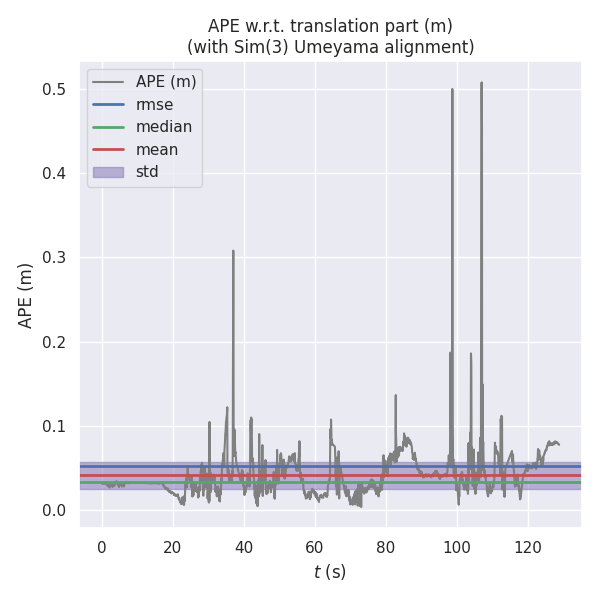 APE w.r.t. translation part (m)
(with Sim(3) Umeyama alignment)
APE (m)
rmse
median
mean
std
0.5
0.4
0.3
0.2
0.1
0.0
APE (m)
0 20 40 60 80 100 120
t (s)